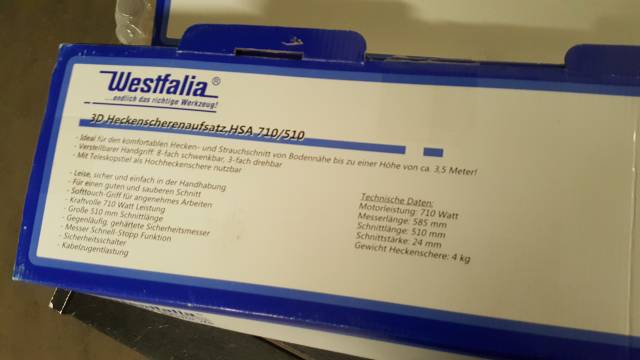 Westfalia®
...endlich das richtige Werkzeug!
3D Heckenscherenaufsatz,HSA 710/510
- Ideal für den komfortablen Hecken- und Strauchschnitt von Bodennähe bis zu einer Höhe von ca. 3,5 Meter!
- Verstellbarer Handgriff: 8-fach schwenkbar, 3-fach drehbar
- Mit Teleskopstiel als Hochheckenschere nutzbar
- Leise, sicher und einfach in der Handhabung
- Für einen guten und sauberen Schnitt
- Softtouch-Griff für angenehmes Arbeiten
- Kraftvolle 710 Watt Leistung
- Große 510 mm Schnittlänge
- Gegenläufig, gehärtete Sicherheitsmesser
- Messer Schnell-Stopp Funktion
- Sicherheitsschalter
- Kabelzugentlastung
Technische Daten:
Motorleistung: 710 Watt
Messerlänge: 585 mm
Schnittlänge: 510 mm
Schnittstärke: 24 mm
Gewicht Heckenschere: 4 kg
Westfalia